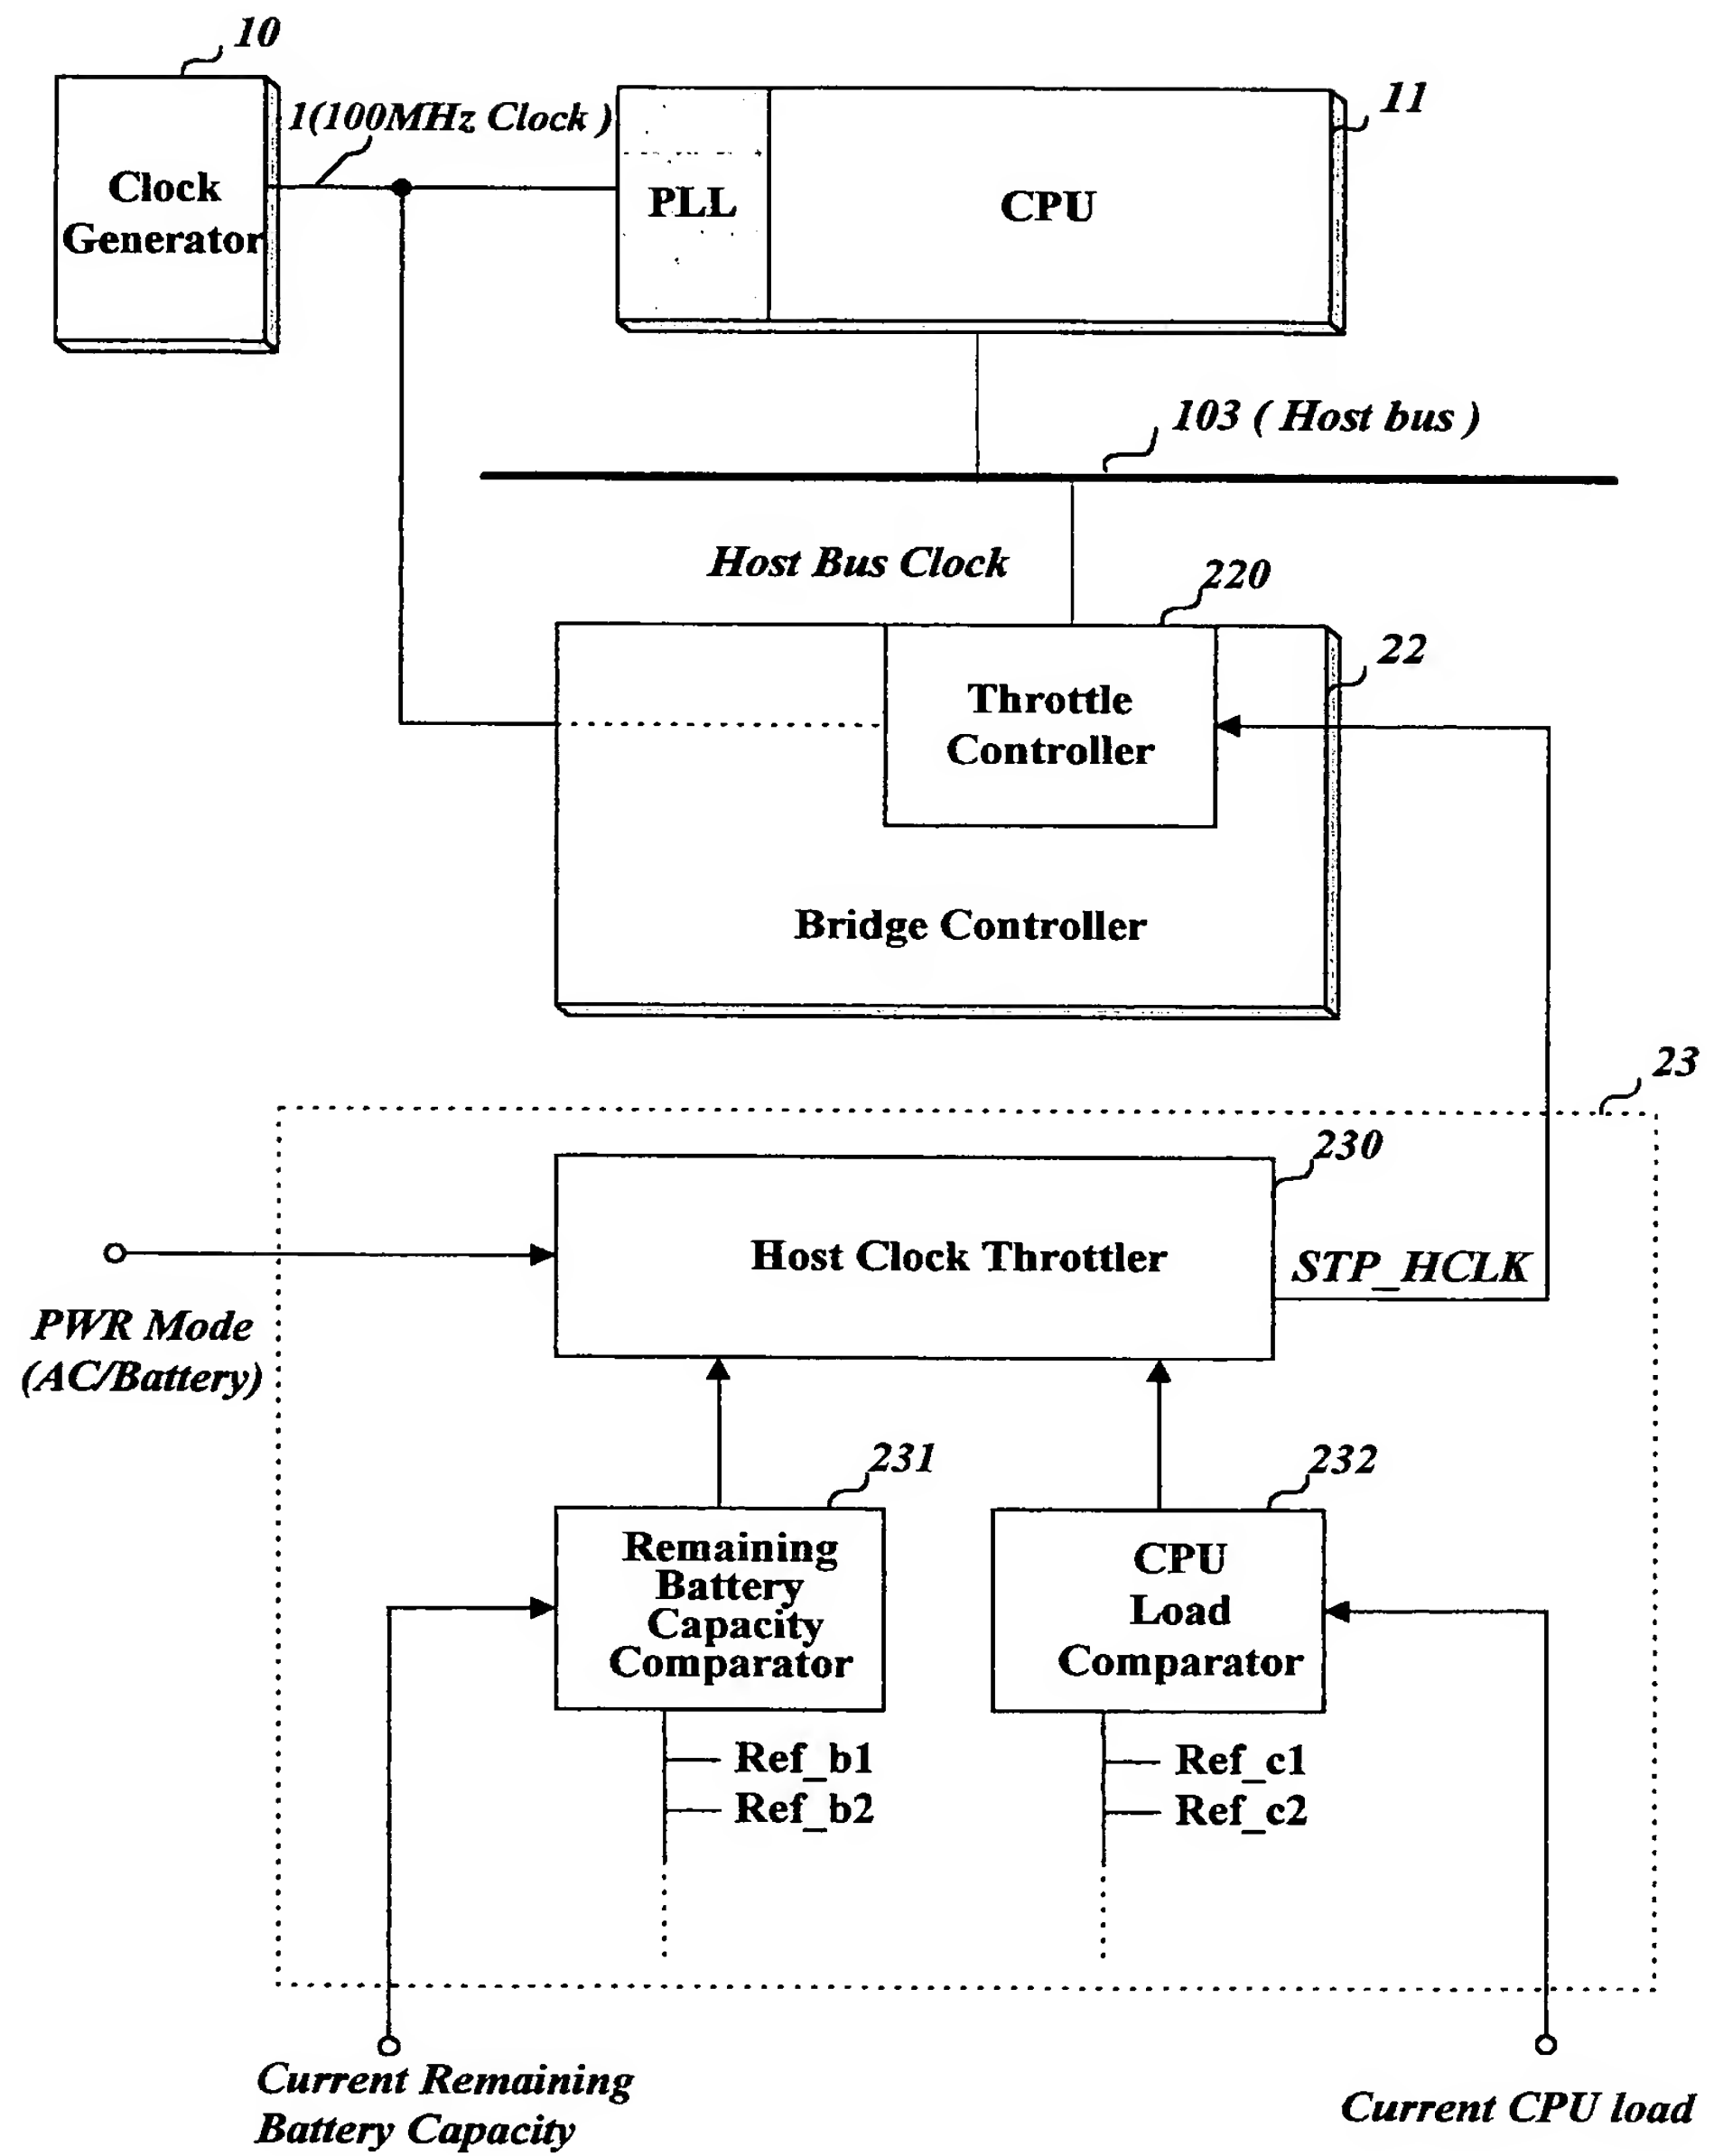 10
1(100MHz Clock )
11
Clock
Generator
PLL
CPU
103 ( Host bus )
Host Bus Clock
220
22
Throttle
Controller
Bridge Controller
23
230
Host Clock Throttler
STP_HCLK
PWR Mode
(AC/Battery)
231
232
Remaining
Battery
Capacity
Comparator
CPU
Load
Comparator
Ref_b1
Ref_b2
Ref_c1
Ref_c2
Current Remaining
Battery Capacity
Current CPU load